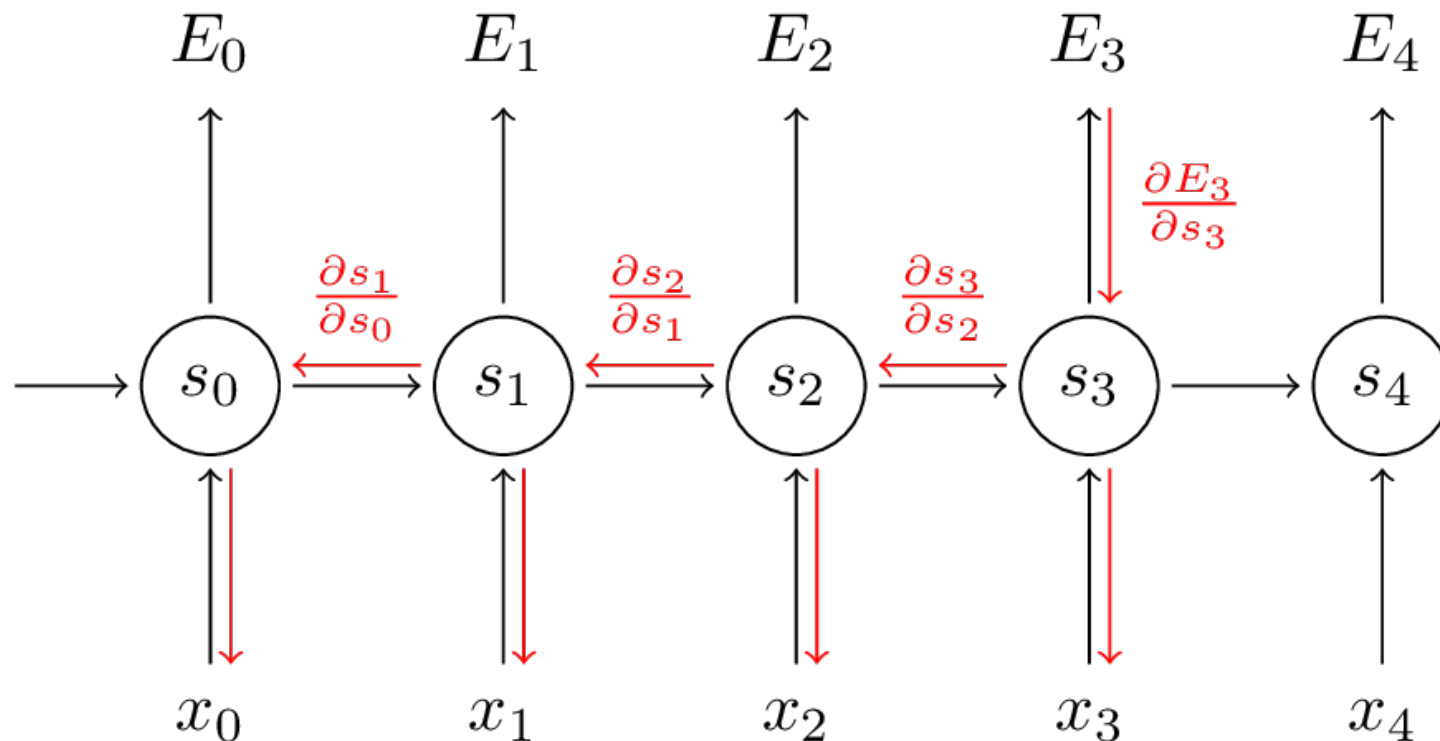 E₀ E₁ E₂ E₃ E₄
∂E₃/∂s₃
∂s₁/∂s₀ ∂s₂/∂s₁ ∂s₃/∂s₂
s₀ s₁ s₂ s₃ s₄
x₀ x₁ x₂ x₃ x₄